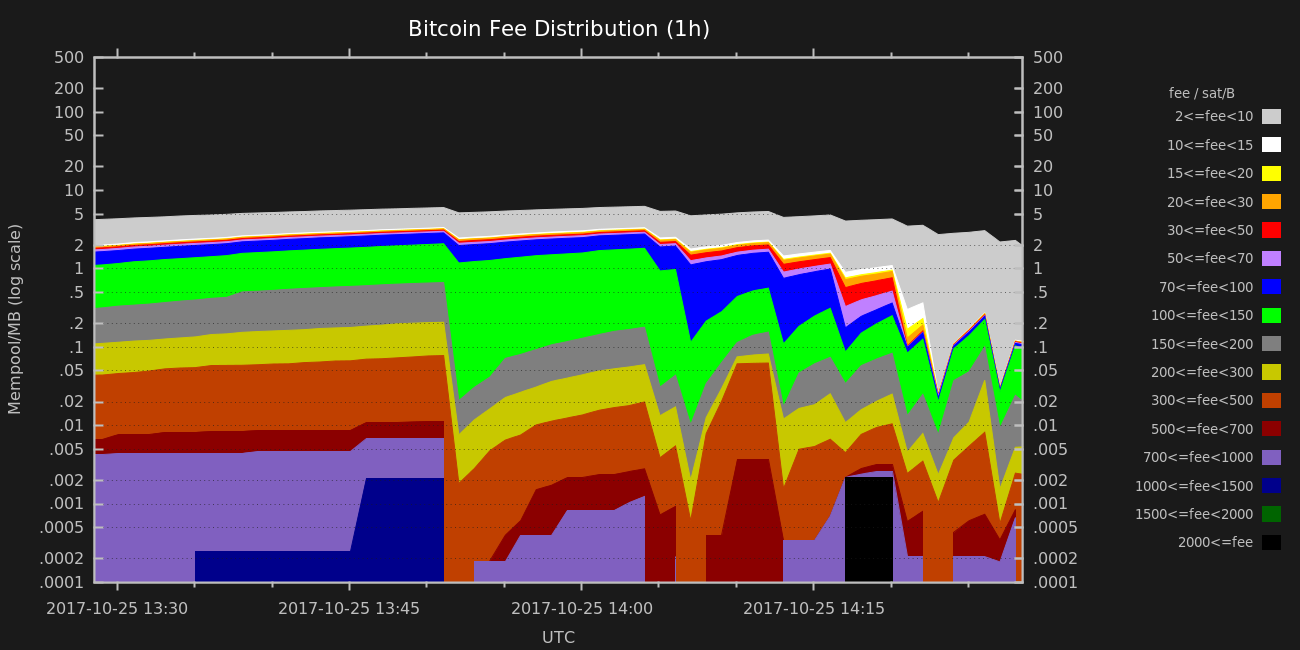 Bitcoin Fee Distribution (1h)
500
200
100
50
20
10
5
2
1
.5
.2
.1
.05
.02
.01
.005
.002
.001
.0005
.0002
.0001
Mempool/MB (log scale)
500
200
100
50
20
10
5
2
1
.5
.2
.1
.05
.02
.01
.005
.002
.001
.0005
.0002
.0001
2017-10-25 13:30
2017-10-25 13:45
2017-10-25 14:00
2017-10-25 14:15
UTC
fee / sat/B
2<=fee<10
10<=fee<15
15<=fee<20
20<=fee<30
30<=fee<50
50<=fee<70
70<=fee<100
100<=fee<150
150<=fee<200
200<=fee<300
300<=fee<500
500<=fee<700
700<=fee<1000
1000<=fee<1500
1500<=fee<2000
2000<=fee